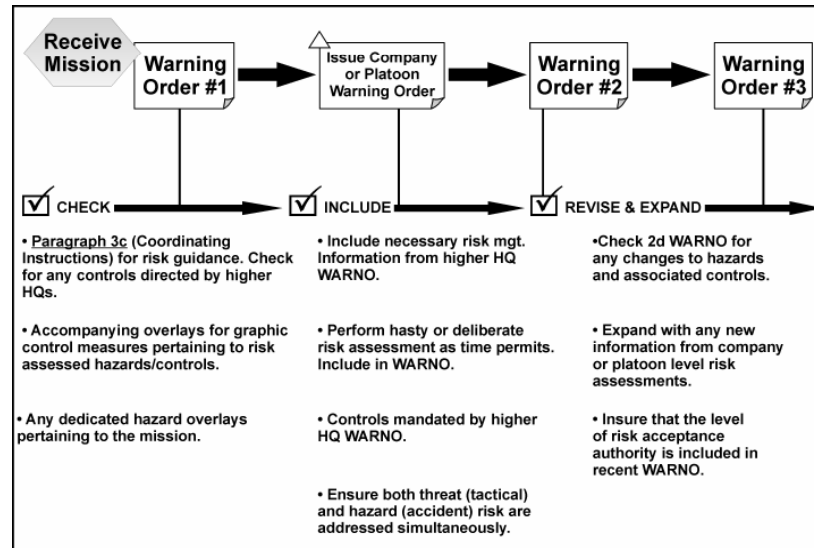 Receive
Mission
Warning
Order #1
Issue Company
or Platoon
Warning Order
Warning
Order #2
Warning
Order #3
CHECK
INCLUDE
REVISE & EXPAND
• Paragraph 3c (Coordinating
Instructions) for risk guidance. Check
for any controls directed by higher
HQs.
• Accompanying overlays for graphic
control measures pertaining to risk
assessed hazards/controls.
• Any dedicated hazard overlays
pertaining to the mission.
• Include necessary risk mgt.
Information from higher HQ
WARNO.
• Perform hasty or deliberate
risk assessment as time permits.
Include in WARNO.
• Controls mandated by higher
HQ WARNO.
• Ensure both threat (tactical)
and hazard (accident) risk are
addressed simultaneously.
•Check 2d WARNO for
any changes to hazards
and associated controls.
• Expand with any new
information from company
or platoon level risk
assessments.
• Insure that the level
of risk acceptance
authority is included in
recent WARNO.